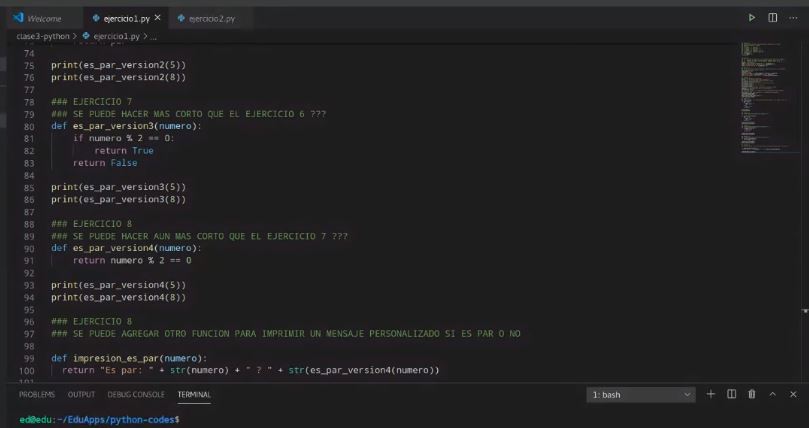 Welcome
ejercicio1.py
ejercicio2.py
clase3-python > ejercicio1.py > ...
74
75 print(es_par_version2(5))
76 print(es_par_version2(8))
77
78 ### EJERCICIO 7
79 ### SE PUEDE HACER MAS CORTO QUE EL EJERCICIO 6 ???
80 def es_par_version3(numero):
81 if numero % 2 == 0:
82 return True
83 return False
84
85 print(es_par_version3(5))
86 print(es_par_version3(8))
87
88 ### EJERCICIO 8
89 ### SE PUEDE HACER AUN MAS CORTO QUE EL EJERCICIO 7 ???
90 def es_par_version4(numero):
91 return numero % 2 == 0
92
93 print(es_par_version4(5))
94 print(es_par_version4(8))
95
96 ### EJERCICIO 8
97 ### SE PUEDE AGREGAR OTRO FUNCION PARA IMPRIMIR UN MENSAJE PERSONALIZADO SI ES PAR O NO
98
99 def impresion_es_par(numero):
100 return "Es par: " + str(numero) + " ? " + str(es_par_version4(numero))
PROBLEMS OUTPUT DEBUG CONSOLE TERMINAL 1: bash
ed@edu:~/EduApps/python-codes$